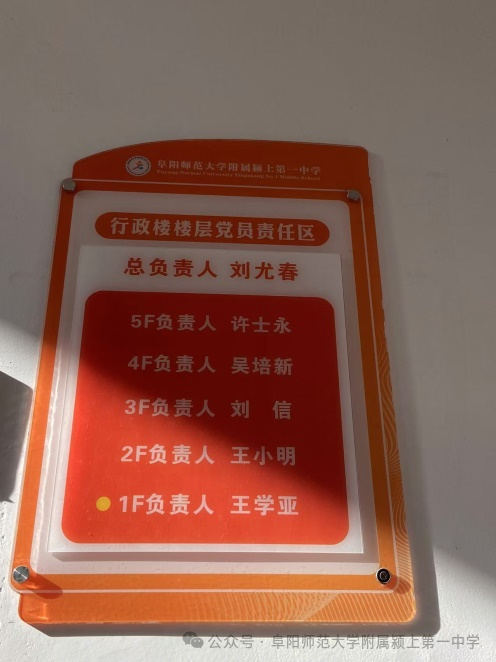 阜阳师范大学附属颍上第一中学
行政楼楼层党员责任区
总负责人 刘尤春
5F负责人 许士永
4F负责人 吴培新
3F负责人 刘 信
2F负责人 王小明
1F负责人 王学亚
公众号·阜阳师范大学附属颍上第一中学